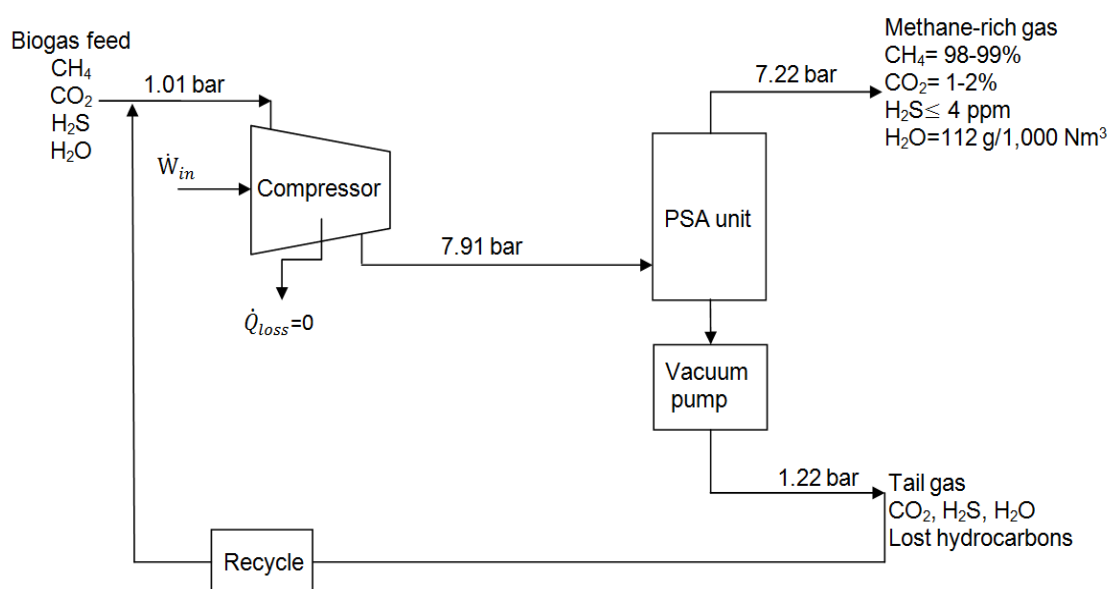 Biogas feed
CH₄
CO₂
H₂S
H₂O
1.01 bar
Ẇ𝑖𝑛
Compressor
Q̇𝑙𝑜𝑠𝑠=0
7.91 bar
PSA unit
7.22 bar
Methane-rich gas
CH₄= 98-99%
CO₂= 1-2%
H₂S≤ 4 ppm
H₂O=112 g/1,000 Nm³
Vacuum
pump
1.22 bar
Tail gas
CO₂, H₂S, H₂O
Lost hydrocarbons
Recycle